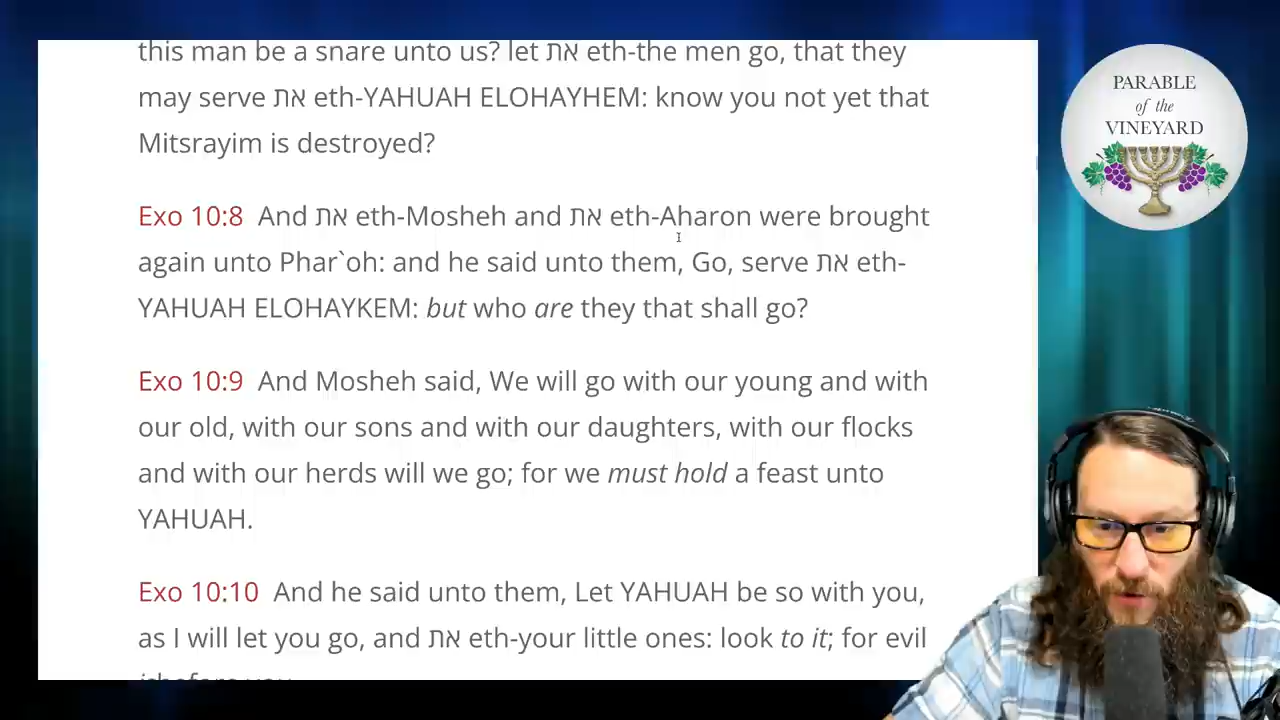 this man be a snare unto us? let את eth-the men go, that they
may serve את eth-YAHUAH ELOHAYHEM: know you not yet that
Mitsrayim is destroyed?
Exo 10:8 And את eth-Mosheh and את eth-Aharon were brought
again unto Phar`oh: and he said unto them, Go, serve את eth-
YAHUAH ELOHAYKEM: but who are they that shall go?
Exo 10:9 And Mosheh said, We will go with our young and with
our old, with our sons and with our daughters, with our flocks
and with our herds will we go; for we must hold a feast unto
YAHUAH.
Exo 10:10 And he said unto them, Let YAHUAH be so with you,
as I will let you go, and את eth-your little ones: look to it; for evil
PARABLE
of the
VINEYARD